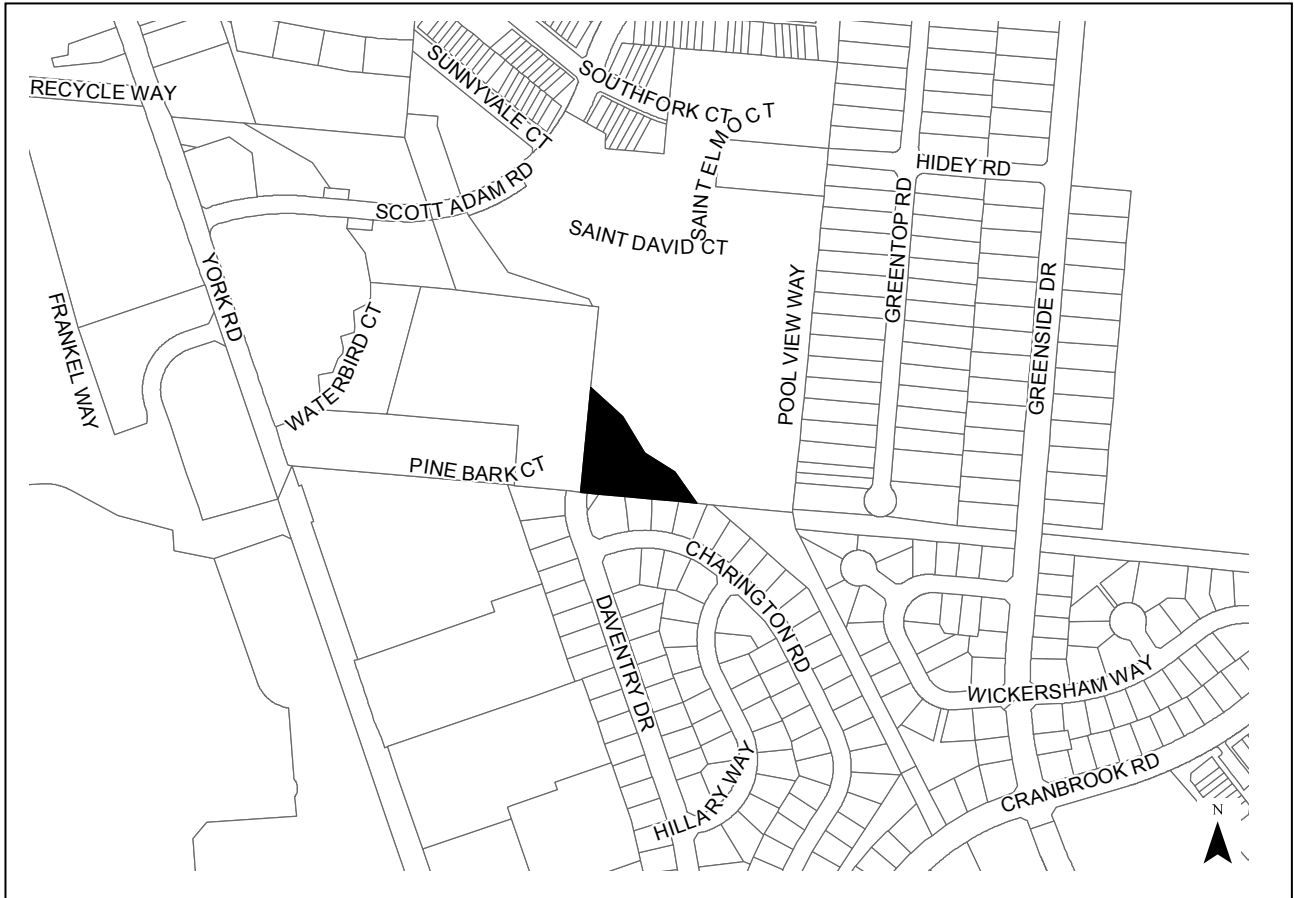 SUNNYVALE CT
SOUTHFORK CT
RECYCLE WAY
SAINT ELMO CT
HIDEY RD
SCOTT ADAM RD
GREENTOP RD
SAINT DAVID CT
YORK RD
FRANKEL WAY
WATERBIRD CT
POOL VIEW WAY
GREENSIDE DR
PINE BARK CT
CHARINGTON RD
DAVENTRY DR
WICKERSHAM WAY
HILLARY WAY
CRANBROOK RD
N